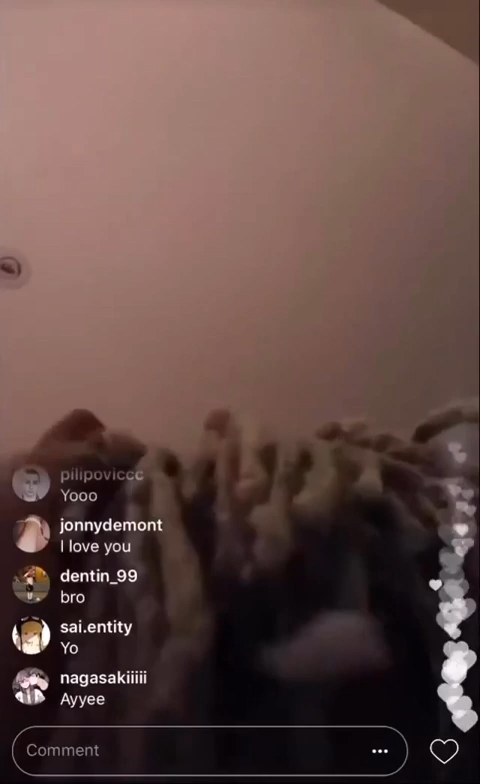 pilipoviccc
Yooo
jonnydemont
I love you
dentin_99
bro
sai.entity
Yo
nagasakiiiii
Ayyee
Comment